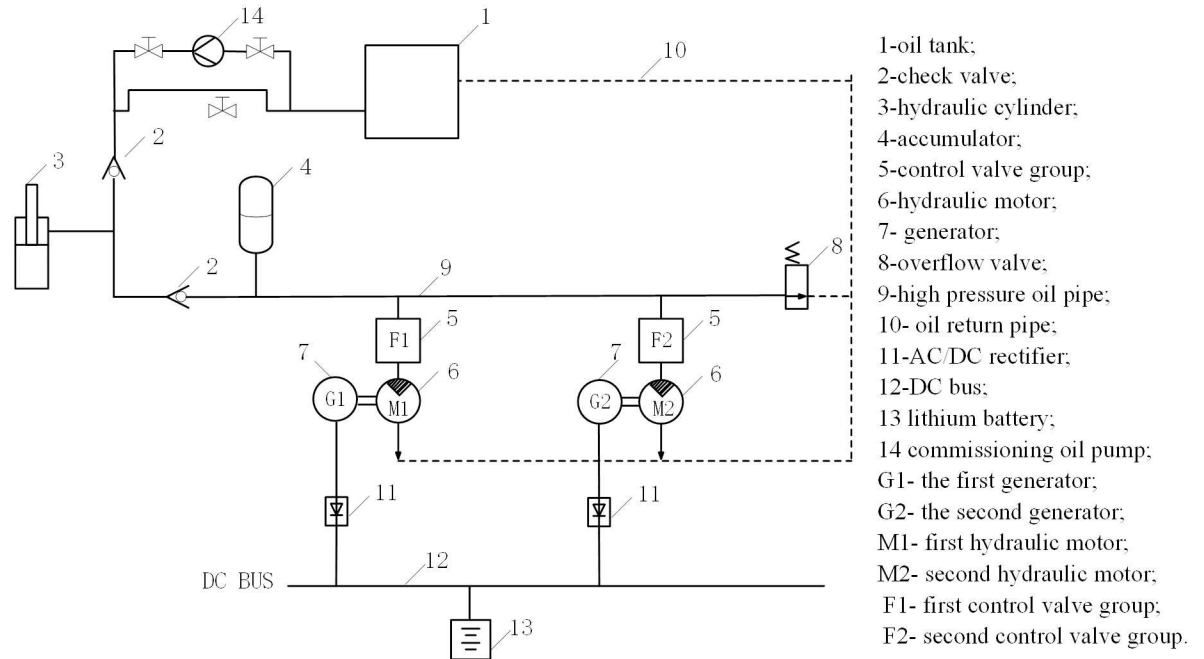 14
1
10
1-oil tank;
2-check valve;
3-hydraulic cylinder;
4-accumulator;
5-control valve group;
6-hydraulic motor;
7- generator;
8-overflow valve;
9-high pressure oil pipe;
10- oil return pipe;
11-AC/DC rectifier;
12-DC bus;
13 lithium battery;
14 commissioning oil pump;
G1- the first generator;
G2- the second generator;
M1- first hydraulic motor;
M2- second hydraulic motor;
F1- first control valve group;
F2- second control valve group.
2
3
4
2
9
8
F1
5
F2
5
7
6
7
6
G1
M1
G2
M2
11
11
DC BUS
12
13